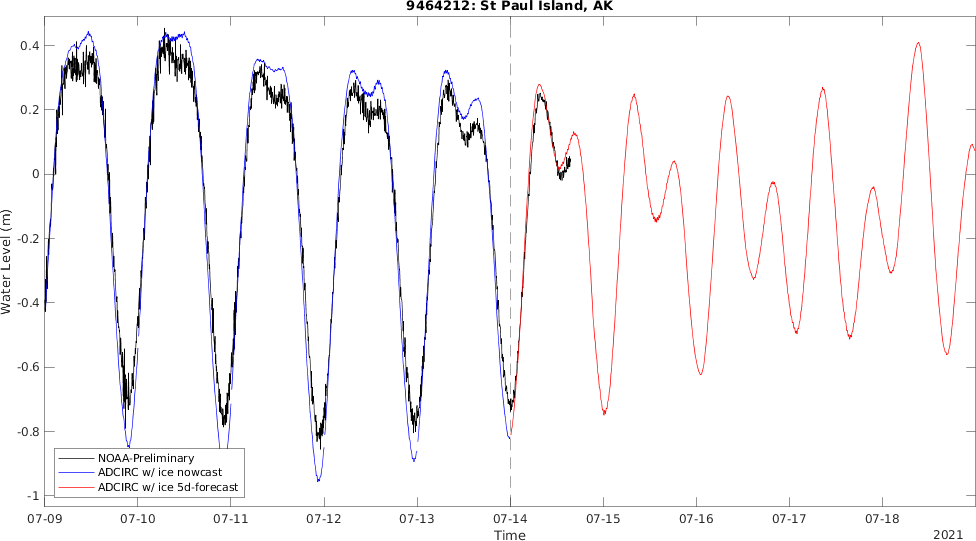 9464212: St Paul Island, AK
Water Level (m)
0.4
0.2
0
-0.2
-0.4
-0.6
-0.8
-1
NOAA-Preliminary
ADCIRC w/ ice nowcast
ADCIRC w/ ice 5d-forecast
07-09 07-10 07-11 07-12 07-13 07-14 07-15 07-16 07-17 07-18
Time
2021